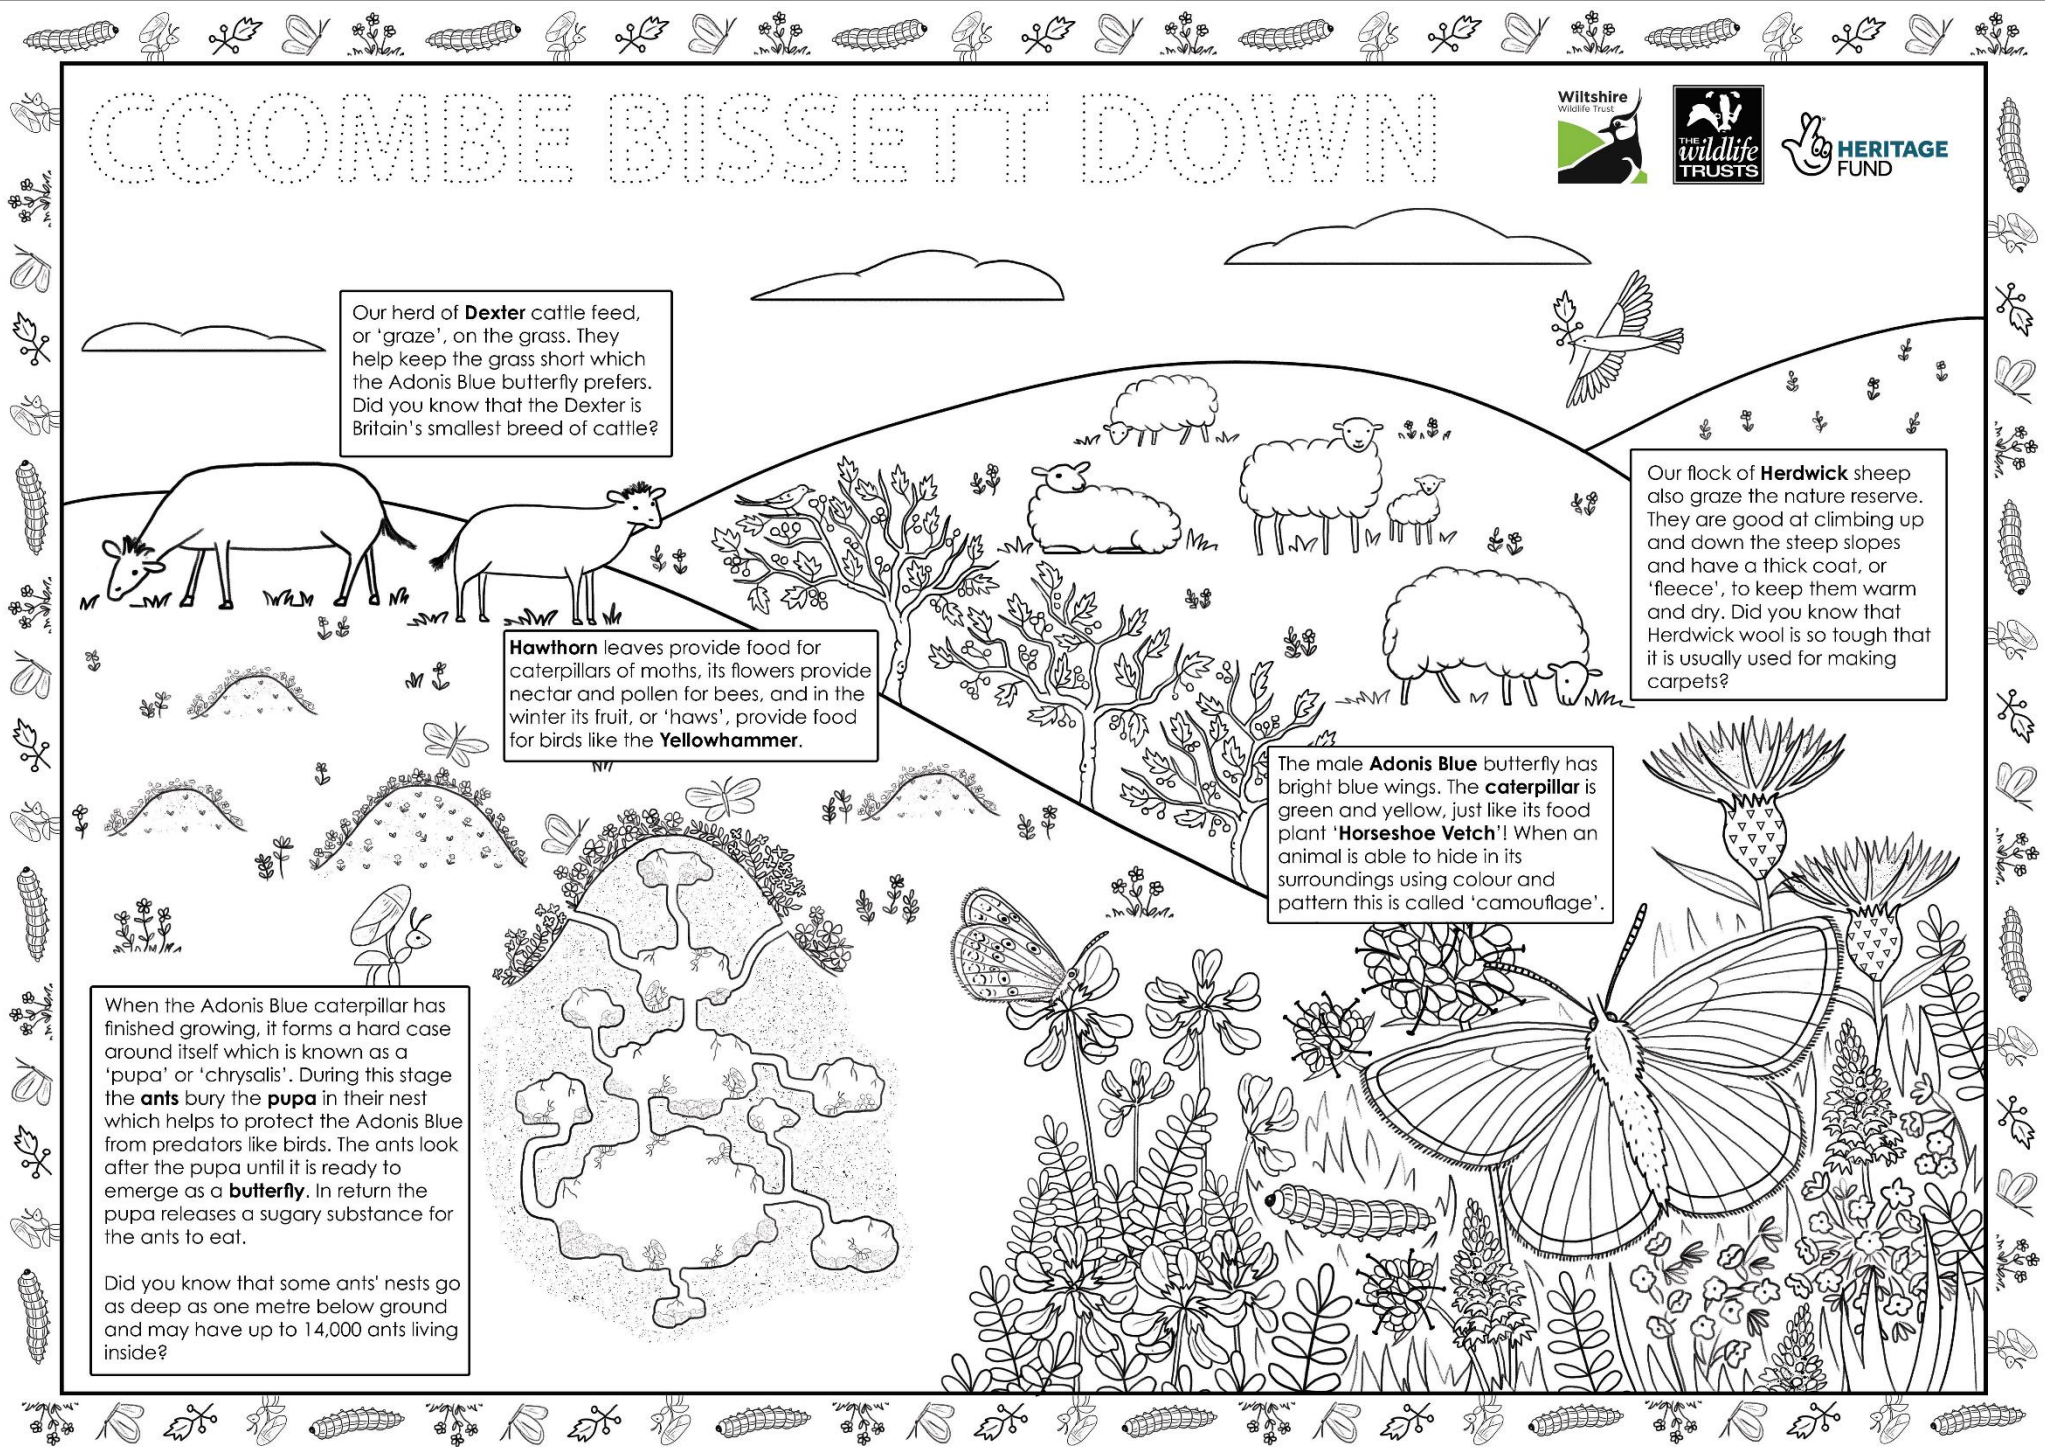 COOMBE BISSETT DOWN
Wiltshire
Wildlife Trust
THE
wildlife
TRUSTS
HERITAGE
FUND
Our herd of Dexter cattle feed,
or ‘graze’, on the grass. They
help keep the grass short which
the Adonis Blue butterfly prefers.
Did you know that the Dexter is
Britain’s smallest breed of cattle?
Our flock of Herdwick sheep
also graze the nature reserve.
They are good at climbing up
and down the steep slopes
and have a thick coat, or
‘fleece’, to keep them warm
and dry. Did you know that
Herdwick wool is so tough that
it is usually used for making
carpets?
Hawthorn leaves provide food for
caterpillars of moths, its flowers provide
nectar and pollen for bees, and in the
winter its fruit, or ‘haws’, provide food
for birds like the Yellowhammer.
The male Adonis Blue butterfly has
bright blue wings. The caterpillar is
green and yellow, just like its food
plant ‘Horseshoe Vetch’! When an
animal is able to hide in its
surroundings using colour and
pattern this is called ‘camouflage’.
When the Adonis Blue caterpillar has
finished growing, it forms a hard case
around itself which is known as a
‘pupa’ or ‘chrysalis’. During this stage
the ants bury the pupa in their nest
which helps to protect the Adonis Blue
from predators like birds. The ants look
after the pupa until it is ready to
emerge as a butterfly. In return the
pupa releases a sugary substance for
the ants to eat.
Did you know that some ants' nests go
as deep as one metre below ground
and may have up to 14,000 ants living
inside?